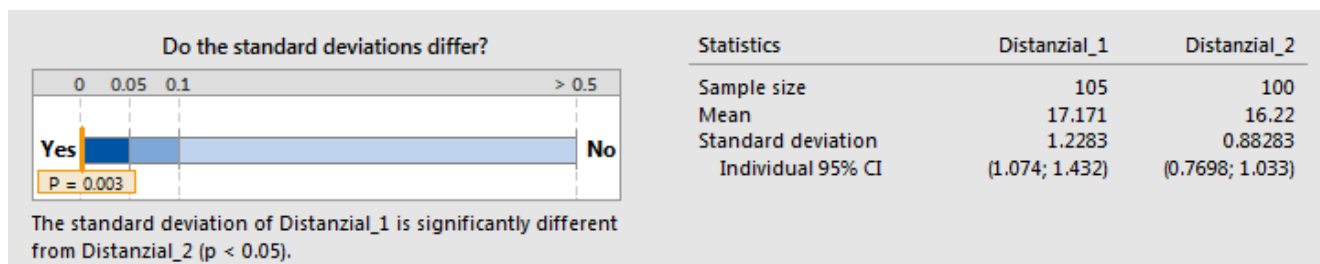 Do the standard deviations differ?
0 0.05 0.1 > 0.5
Yes No
P = 0.003
The standard deviation of Distanzial_1 is significantly different
from Distanzial_2 (p < 0.05).
Statistics Distanzial_1 Distanzial_2
Sample size 105 100
Mean 17.171 16.22
Standard deviation 1.2283 0.88283
Individual 95% CI (1.074; 1.432) (0.7698; 1.033)